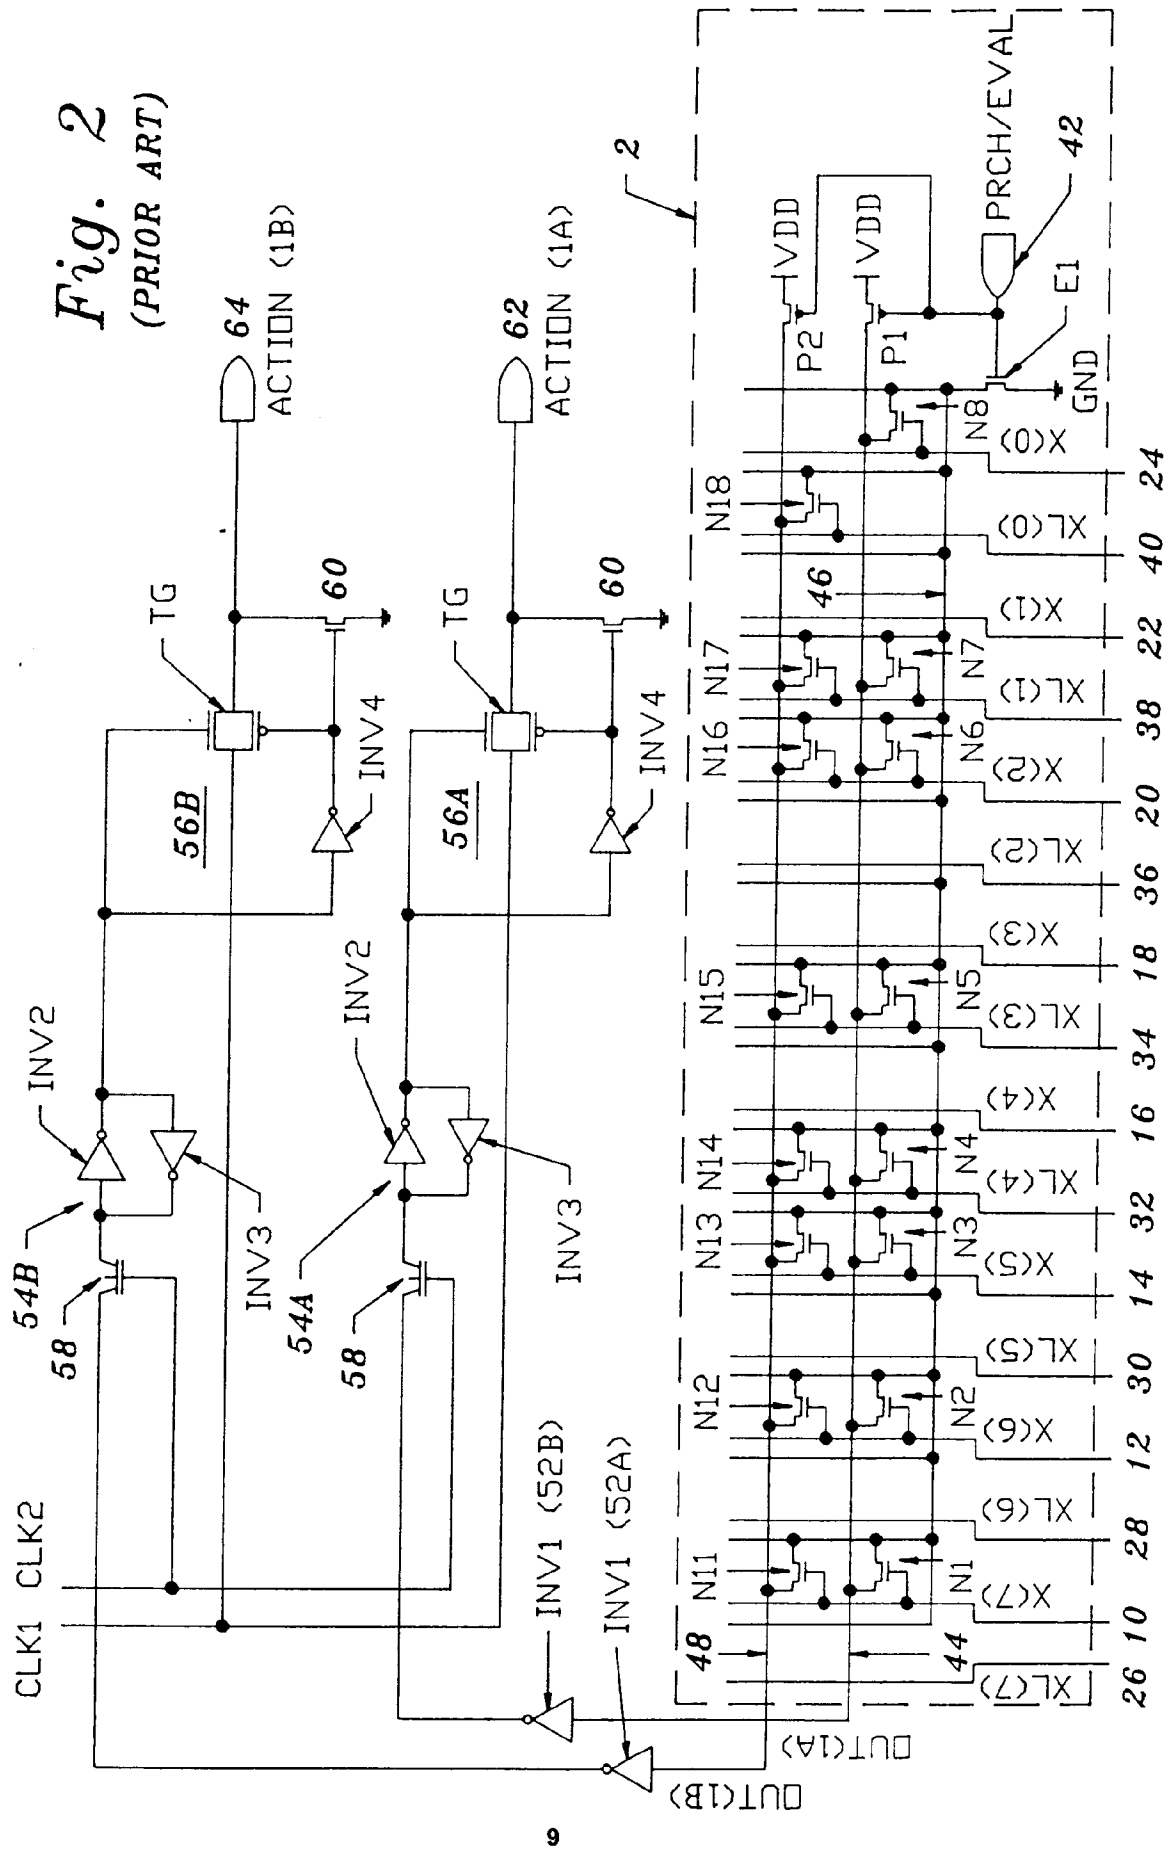 Fig. 2
(PRIOR ART)
CLK1
CLK2
58
54B
INV2
INV3
56B
TG
INV4
60
64
ACTION (1B)
58
54A
INV2
INV3
56A
TG
INV4
60
62
ACTION (1A)
INV1 (52B)
INV1 (52A)
OUT(1B)
OUT(1A)
2
48
N11
N12
N13
N14
N15
N16
N17
N18
46
P2
VDD
P1
VDD
PRCH/EVAL
42
E1
GND
44
N1
N2
N3
N4
N5
N6
N7
N8
XL(7)
X(7)
XL(6)
X(6)
XL(5)
X(5)
XL(4)
X(4)
XL(3)
X(3)
XL(2)
X(2)
XL(1)
X(1)
XL(0)
X(0)
26
10
28
12
30
14
32
16
34
18
36
20
38
22
40
24
9